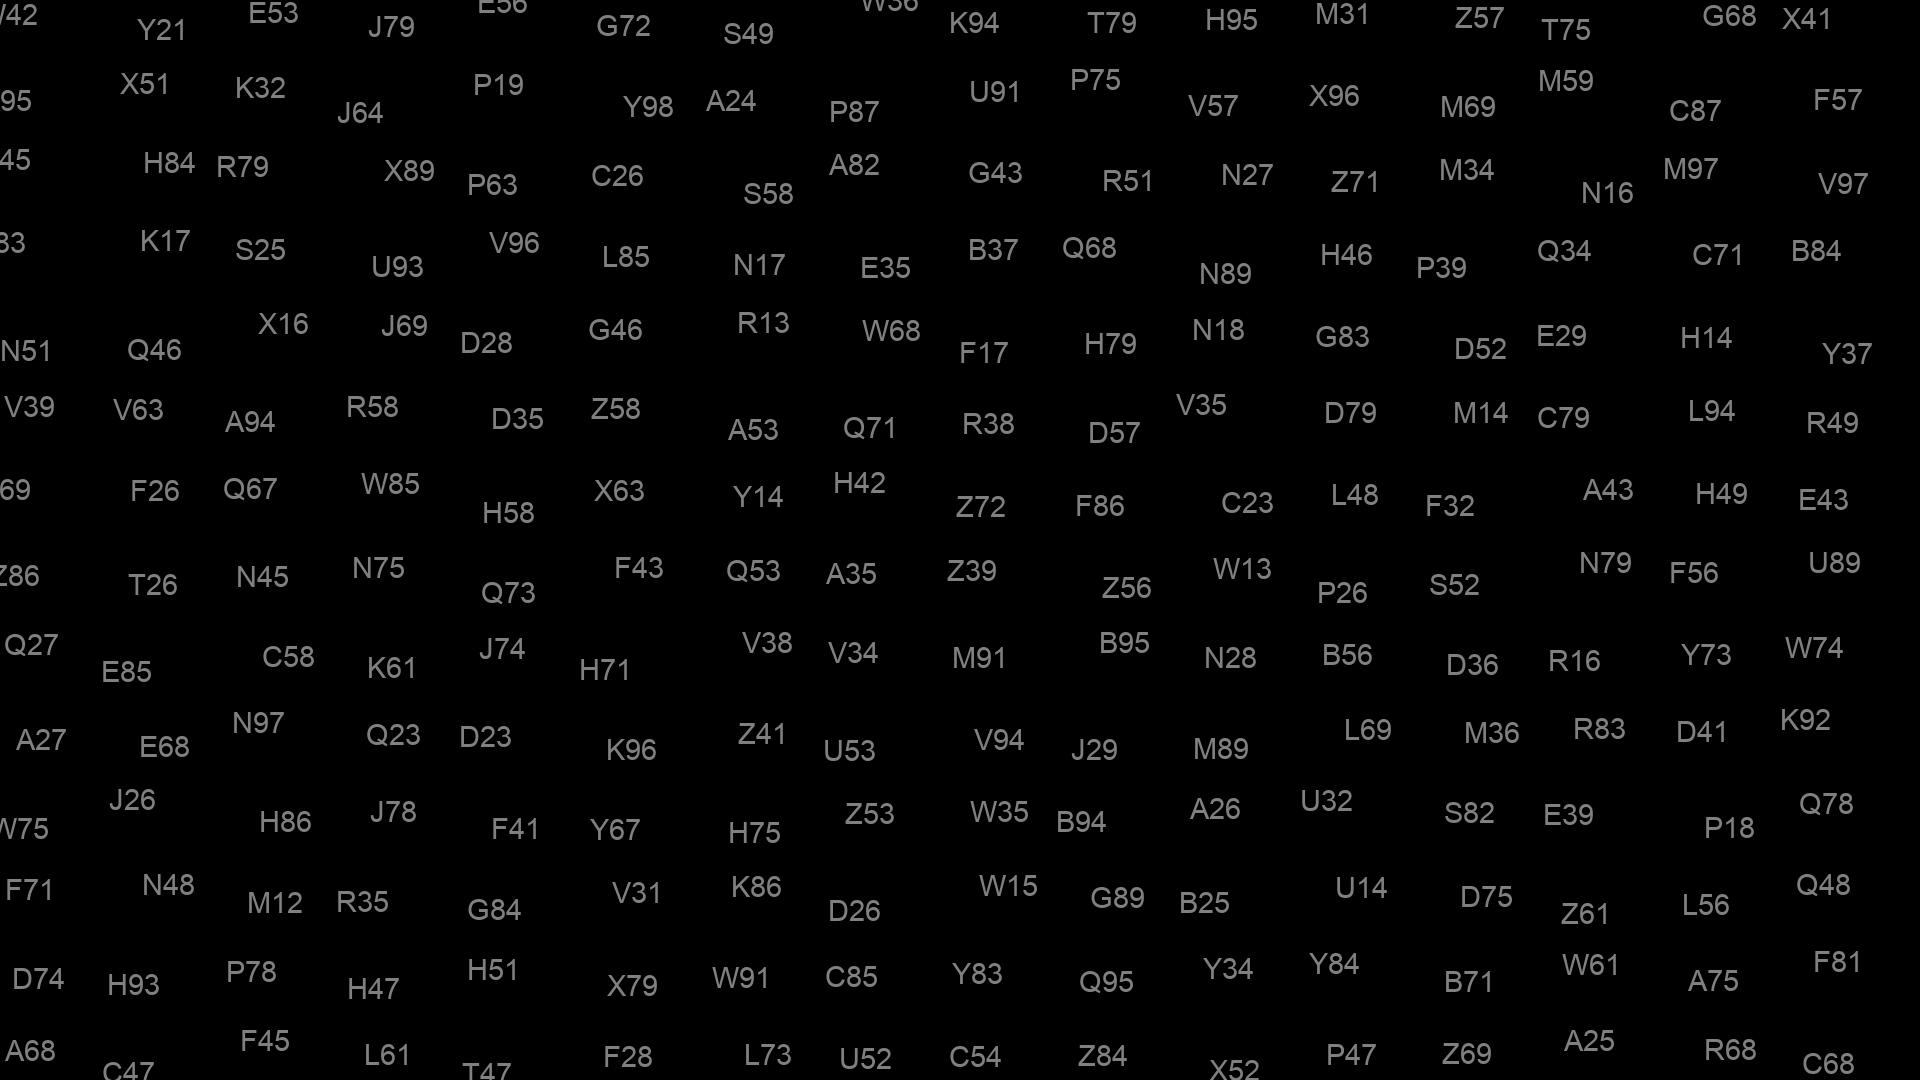 Y21 E53 J79 E56 G72 S49 W36 K94 T79 H95 M31 Z57 T75 G68 X41
X51 K32 J64 P19 Y98 A24 P87 U91 P75 V57 X96 M69 M59 C87 F57
H84 R79 X89 P63 C26 S58 A82 G43 R51 N27 Z71 M34 N16 M97 V97
K17 S25 U93 V96 L85 N17 E35 B37 Q68 N89 H46 P39 Q34 C71 B84
N51 Q46 X16 J69 D28 G46 R13 W68 F17 H79 N18 G83 D52 E29 H14 Y37
V39 V63 A94 R58 D35 Z58 A53 Q71 R38 D57 V35 D79 M14 C79 L94 R49
F26 Q67 W85 H58 X63 Y14 H42 Z72 F86 C23 L48 F32 A43 H49 E43
Z86 T26 N45 N75 Q73 F43 Q53 A35 Z39 Z56 W13 P26 S52 N79 F56 U89
Q27 E85 C58 K61 J74 H71 V38 V34 M91 B95 N28 B56 D36 R16 Y73 W74
A27 E68 N97 Q23 D23 K96 Z41 U53 V94 J29 M89 L69 M36 R83 D41 K92
W75 J26 H86 J78 F41 Y67 H75 Z53 W35 B94 A26 U32 S82 E39 P18 Q78
F71 N48 M12 R35 G84 V31 K86 D26 W15 G89 B25 U14 D75 Z61 L56 Q48
D74 H93 P78 H47 H51 X79 W91 C85 Y83 Q95 Y34 Y84 B71 W61 A75 F81
A68 C47 F45 L61 T47 F28 L73 U52 C54 Z84 X52 P47 Z69 A25 R68 C68